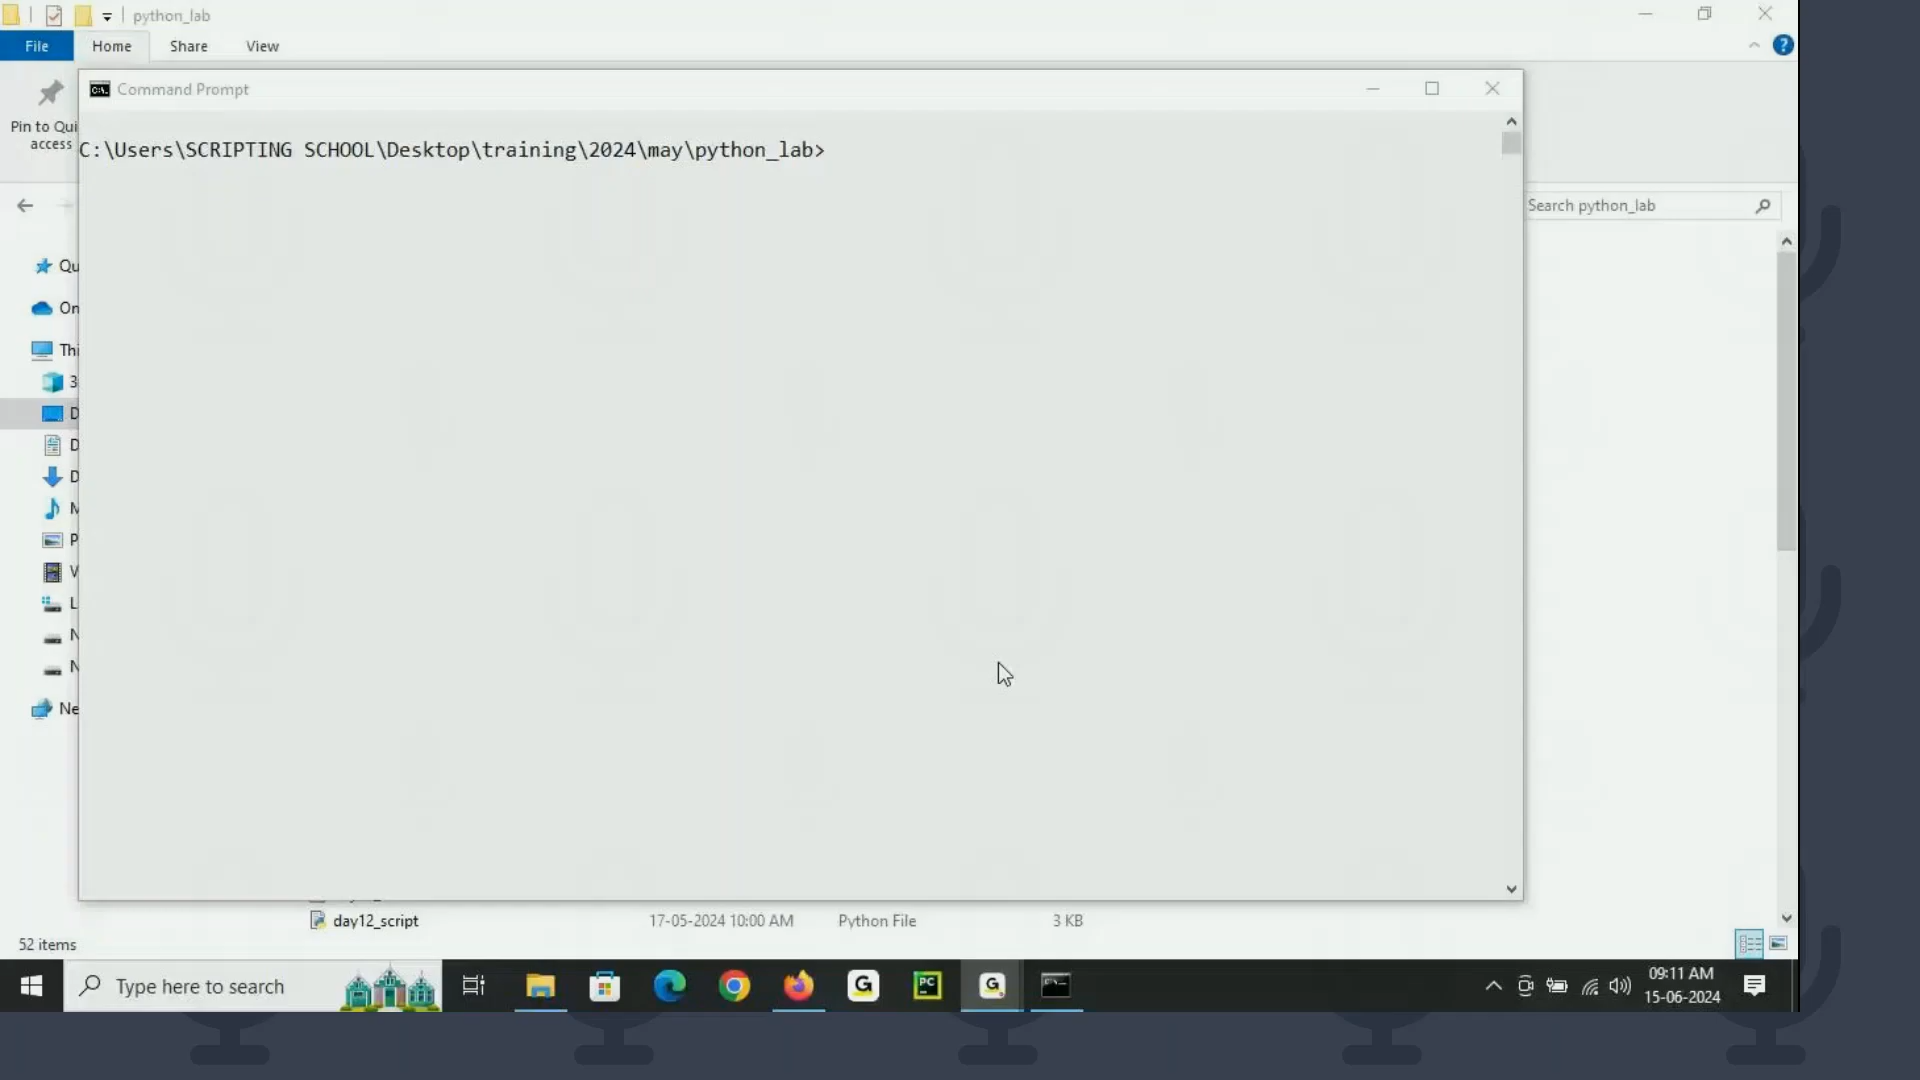 python_lab
File Home Share View
Command Prompt
Pin to Qui
access
C:\Users\SCRIPTING SCHOOL\Desktop\training\2024\may\python_lab>
Search python_lab
Qu
On
Thi
3
D
D
D
M
P
V
L
N
N
Ne
day12_script 17-05-2024 10:00 AM Python File 3 KB
52 items
Type here to search
09:11 AM
15-06-2024